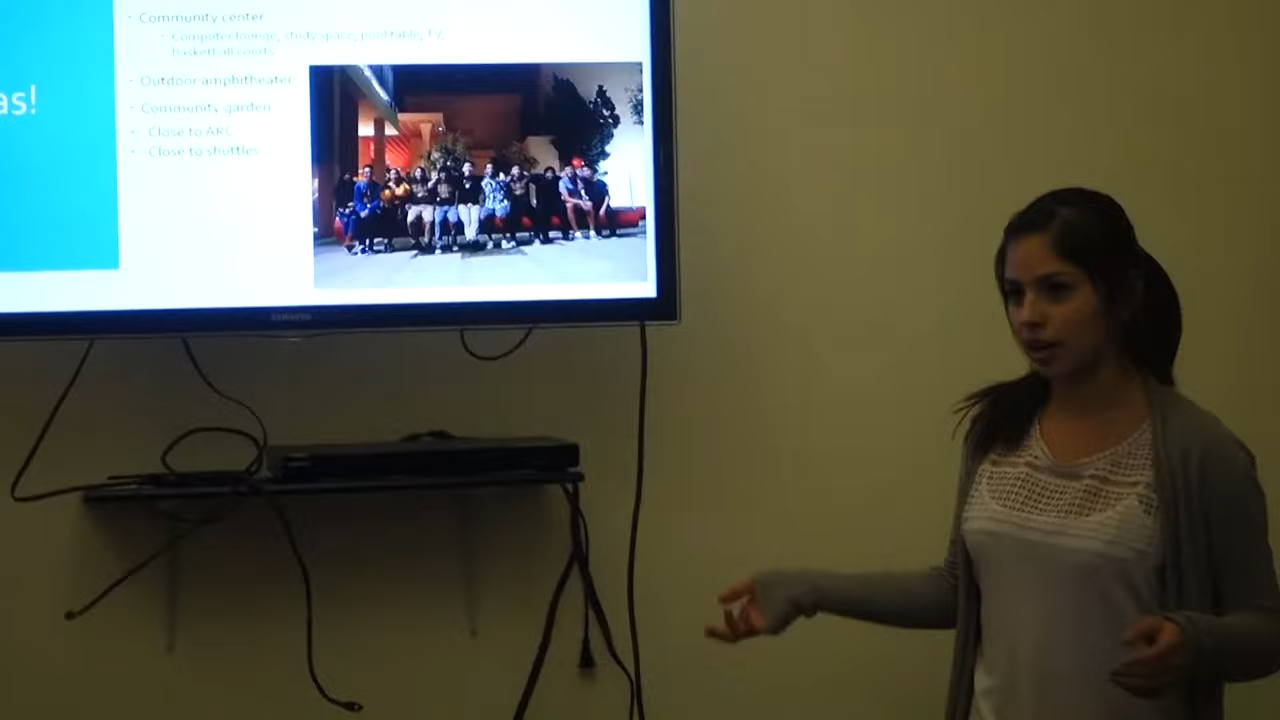 Community center
Computer lounge, study space, pool table, TV,
basketball courts
as!
Outdoor amphitheater
Community garden
Close to ARC
Close to shuttles
SAMSUNG